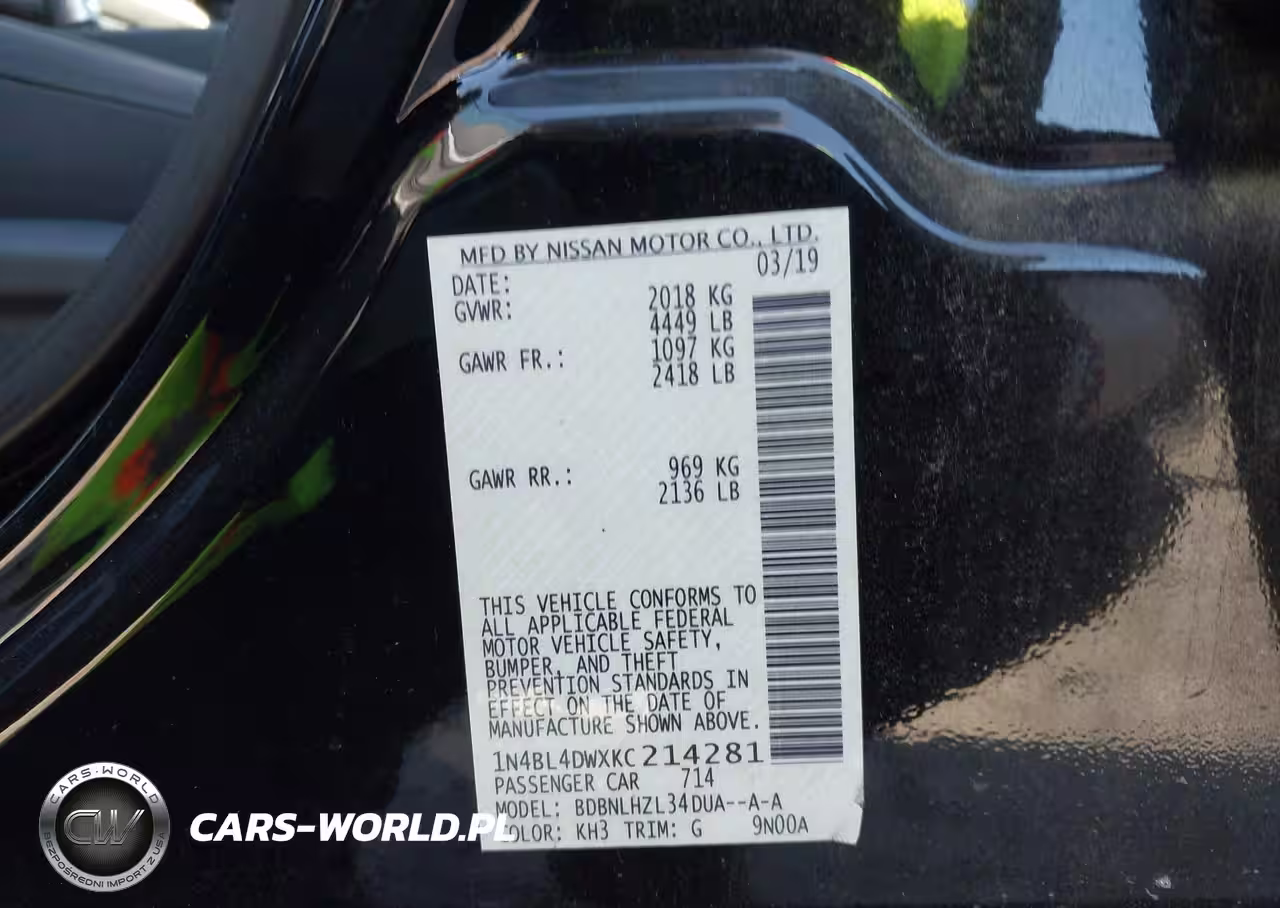 MFD BY NISSAN MOTOR CO., LTD.
DATE: 03/19
GVWR: 2018 KG
4449 LB
GAWR FR.: 1097 KG
2418 LB
GAWR RR.: 969 KG
2136 LB
THIS VEHICLE CONFORMS TO
ALL APPLICABLE FEDERAL
MOTOR VEHICLE SAFETY,
BUMPER, AND THEFT
PREVENTION STANDARDS IN
EFFECT ON THE DATE OF
MANUFACTURE SHOWN ABOVE.
1N4BL4DWXKC214281
PASSENGER CAR 714
MODEL: BDBNLHZL34DUA--A-A
COLOR: KH3 TRIM: G 9N00A
CARS-WORLD
CW
BEZPOŚREDNI IMPORT Z USA
CARS-WORLD.PL